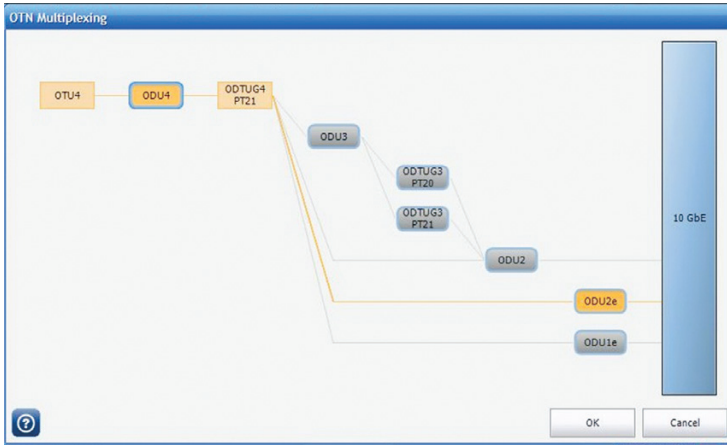 OTN Multiplexing
OTU4
ODU4
ODTUG4
PT21
ODU3
ODTUG3
PT20
ODTUG3
PT21
10 GbE
ODU2
ODU2e
ODU1e
?
OK
Cancel